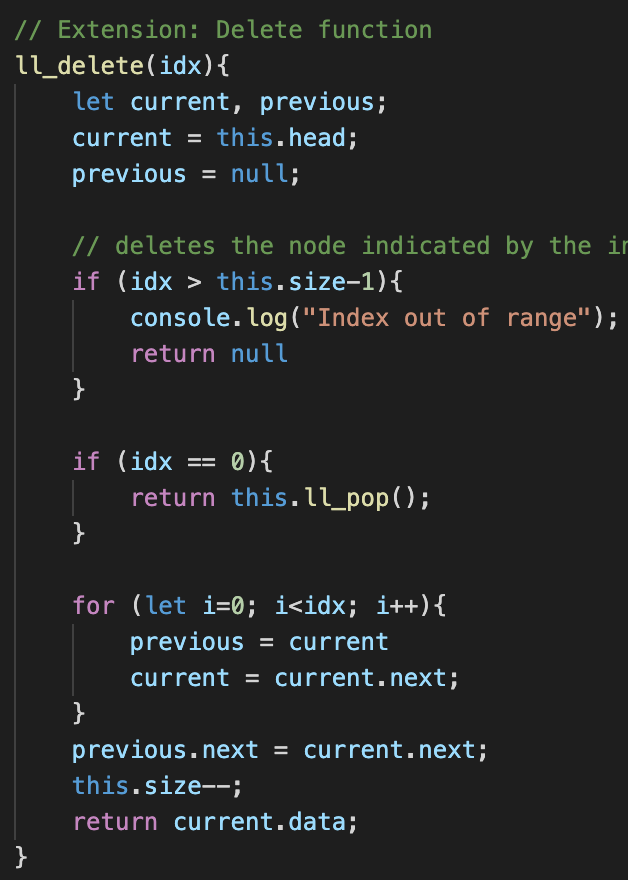 // Extension: Delete function
ll_delete(idx){
let current, previous;
current = this.head;
previous = null;
// deletes the node indicated by the
if (idx > this.size-1){
console.log("Index out of range");
return null
}
if (idx == 0){
return this.ll_pop();
}
for (let i=0; i<idx; i++){
previous = current
current = current.next;
}
previous.next = current.next;
this.size--;
return current.data;
}